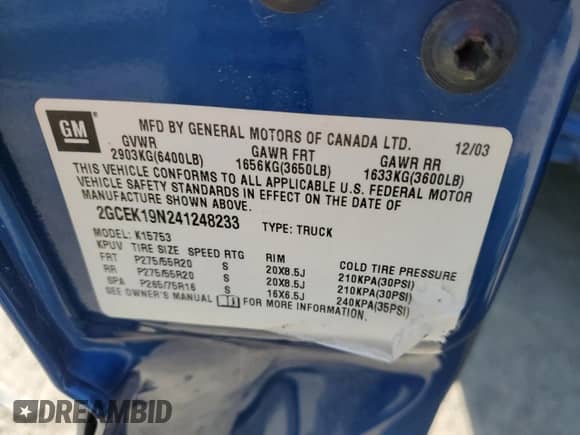 GM
MFD BY GENERAL MOTORS OF CANADA LTD. 12/03
GVWR GAWR FRT GAWR RR
2903KG(6400LB) 1656KG(3650LB) 1633KG(3600LB)
THIS VEHICLE CONFORMS TO ALL APPLICABLE U.S. FEDERAL MOTOR
VEHICLE SAFETY STANDARDS IN EFFECT ON THE DATE OF
MANUFACTURE SHOWN ABOVE.
2GCEK19N241248233 TYPE: TRUCK
MODEL: K15753
KPUV TIRE SIZE SPEED RTG RIM COLD TIRE PRESSURE
FRT P275/55R20 S 20X8.5J 210KPA(30PSI)
RR P275/55R20 S 20X8.5J 210KPA(30PSI)
SPA P265/75R16 S 16X6.5J 240KPA(35PSI)
SEE OWNER'S MANUAL FOR MORE INFORMATION.
DREAMBID